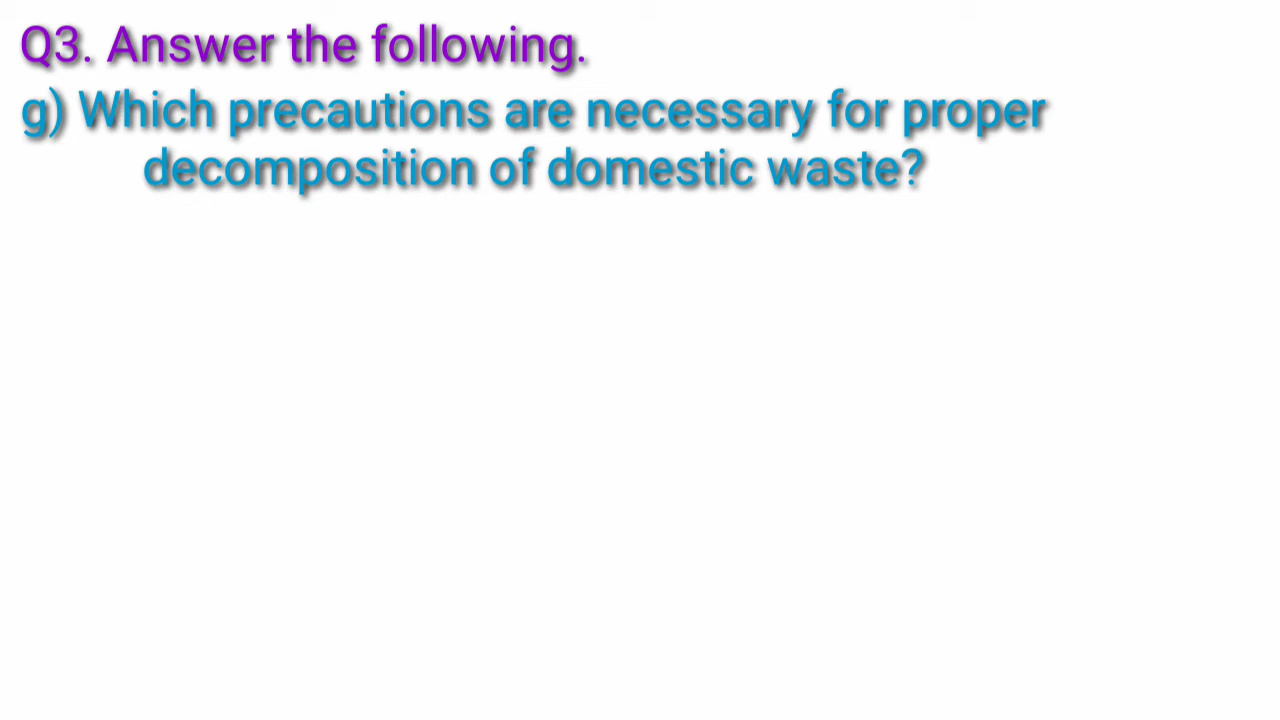 Q3. Answer the following.
g) Which precautions are necessary for proper
decomposition of domestic waste?